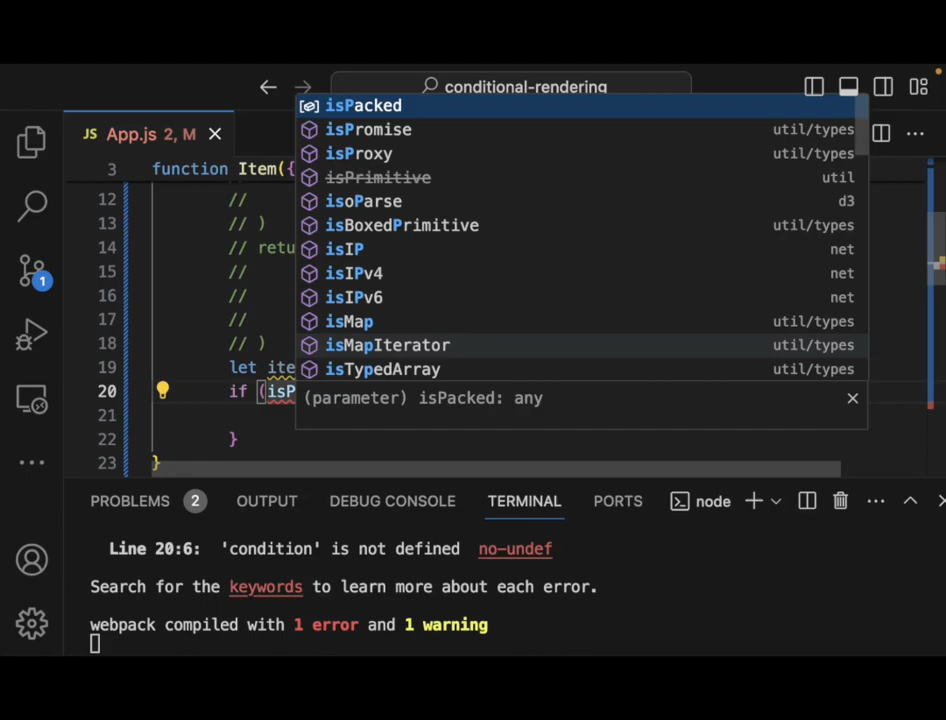 conditional-rendering
JS App.js 2, M
isPacked
isPromise util/types
isProxy util/types
isPrimitive util
isoParse d3
isBoxedPrimitive util/types
isIP net
isIPv4 net
isIPv6 net
isMap util/types
isMapIterator util/types
isTypedArray util/types
(parameter) isPacked: any
3 function Item({
12 //
13 // )
14 // retu
15 //
16 //
17 //
18 // )
19 let ite
20 if (isP
21
22 }
23 }
1
PROBLEMS 2 OUTPUT DEBUG CONSOLE TERMINAL PORTS node
Line 20:6: 'condition' is not defined no-undef
Search for the keywords to learn more about each error.
webpack compiled with 1 error and 1 warning